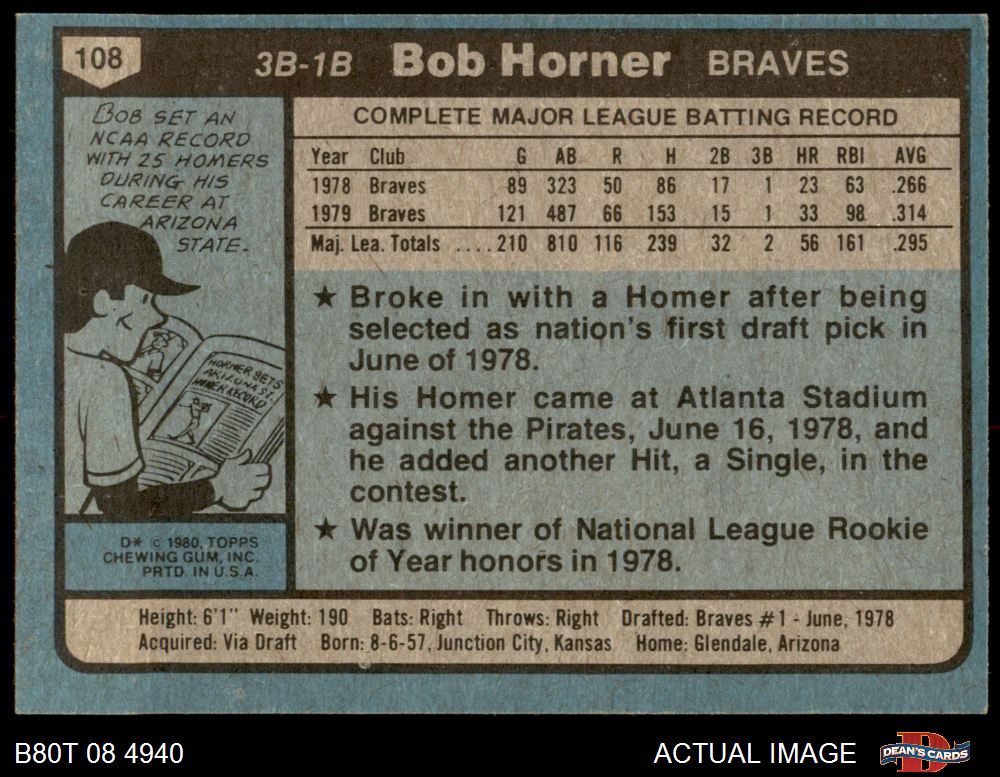 108 3B-1B Bob Horner BRAVES
BOB SET AN
NCAA RECORD
WITH 25 HOMERS
DURING HIS
CAREER AT
ARIZONA
STATE.
HORNER SETS
ARIZONA ST.
HOMER RECORD
D* © 1980, TOPPS
CHEWING GUM, INC.
PRTD. IN U.S.A.
COMPLETE MAJOR LEAGUE BATTING RECORD
Year Club G AB R H 2B 3B HR RBI AVG
1978 Braves 89 323 50 86 17 1 23 63 .266
1979 Braves 121 487 66 153 15 1 33 98 .314
Maj. Lea. Totals ....210 810 116 239 32 2 56 161 .295
★ Broke in with a Homer after being
selected as nation's first draft pick in
June of 1978.
★ His Homer came at Atlanta Stadium
against the Pirates, June 16, 1978, and
he added another Hit, a Single, in the
contest.
★ Was winner of National League Rookie
of Year honors in 1978.
Height: 6'1" Weight: 190 Bats: Right Throws: Right Drafted: Braves #1 - June, 1978
Acquired: Via Draft Born: 8-6-57, Junction City, Kansas Home: Glendale, Arizona
B80T 08 4940 ACTUAL IMAGE DEAN'S CARDS